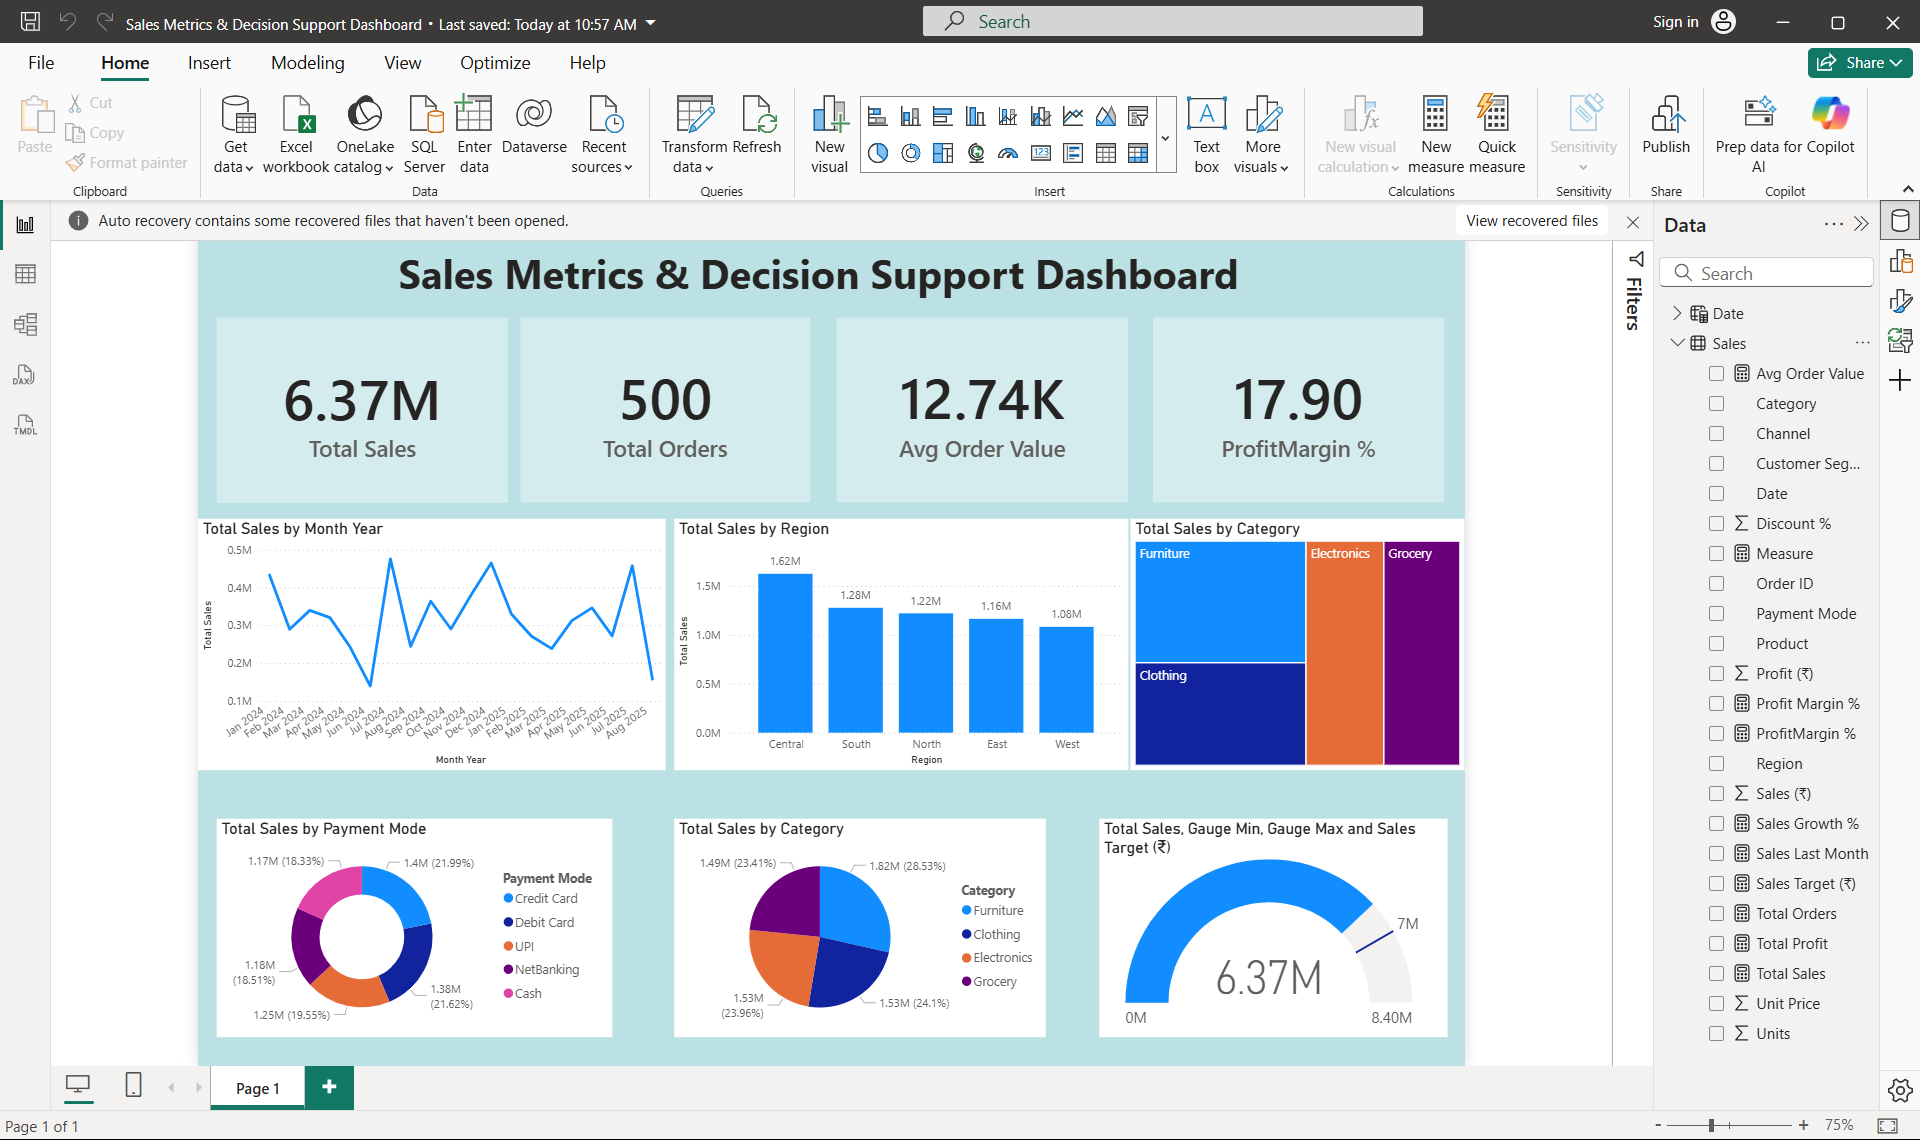 Sales Metrics & Decision Support Dashboard • Last saved: Today at 10:57 AM
Search
Sign in
File
Home
Insert
Modeling
View
Optimize
Help
Share
Paste
Cut
Copy
Format painter
Clipboard
Get data
Excel workbook
OneLake catalog
SQL Server
Enter data
Dataverse
Recent sources
Data
Transform data
Refresh
Queries
New visual
Text box
More visuals
Insert
New visual calculation
New measure
Quick measure
Calculations
Sensitivity
Sensitivity
Publish
Share
Prep data for AI
Copilot
Copilot
Auto recovery contains some recovered files that haven't been opened.
View recovered files
DAX
TMDL
Sales Metrics & Decision Support Dashboard
6.37M
Total Sales
500
Total Orders
12.74K
Avg Order Value
17.90
ProfitMargin %
Total Sales by Month Year
0.5M
0.4M
0.3M
0.2M
0.1M
Total Sales
Jan 2024
Feb 2024
Mar 2024
Apr 2024
May 2024
Jun 2024
Jul 2024
Aug 2024
Sep 2024
Oct 2024
Nov 2024
Dec 2024
Jan 2025
Feb 2025
Mar 2025
Apr 2025
May 2025
Jun 2025
Jul 2025
Aug 2025
Month Year
Total Sales by Region
1.5M
1.0M
0.5M
0.0M
Total Sales
1.62M
1.28M
1.22M
1.16M
1.08M
Central
South
North
East
West
Region
Total Sales by Category
Furniture
Electronics
Grocery
Clothing
Total Sales by Payment Mode
1.17M (18.33%)
1.4M (21.99%)
1.18M
(18.51%)
1.38M
(21.62%)
1.25M (19.55%)
Payment Mode
Credit Card
Debit Card
UPI
NetBanking
Cash
Total Sales by Category
1.49M (23.41%)
1.82M (28.53%)
1.53M
(23.96%)
1.53M (24.1%)
Category
Furniture
Clothing
Electronics
Grocery
Total Sales, Gauge Min, Gauge Max and Sales
Target (₹)
7M
6.37M
0M
8.40M
Filters
Data
Search
Date
Sales
Avg Order Value
Category
Channel
Customer Seg...
Date
Discount %
Measure
Order ID
Payment Mode
Product
Profit (₹)
Profit Margin %
ProfitMargin %
Region
Sales (₹)
Sales Growth %
Sales Last Month
Sales Target (₹)
Total Orders
Total Profit
Total Sales
Unit Price
Units
Page 1
Page 1 of 1
75%